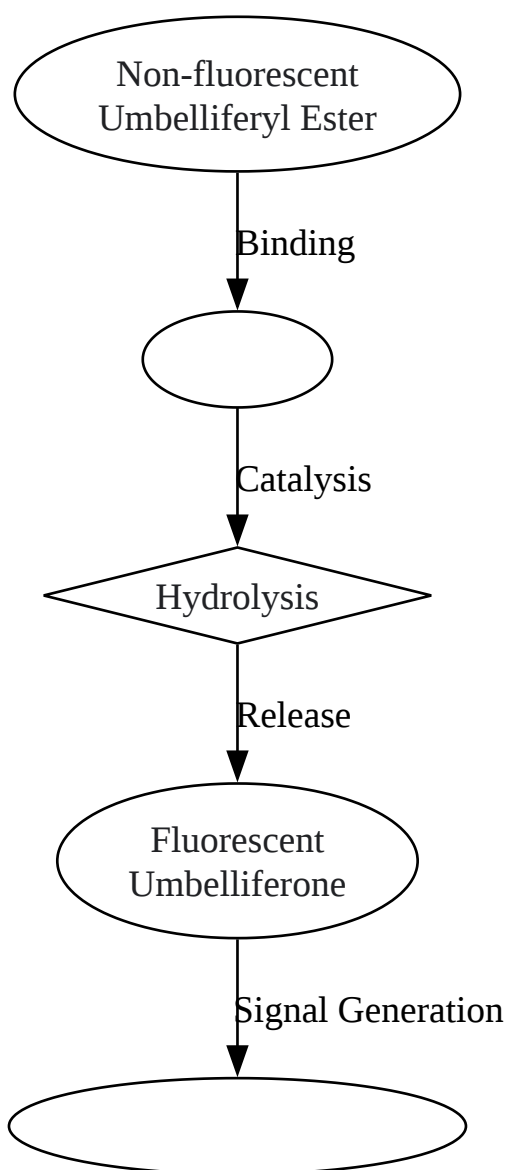 Non-fluorescent
Umbelliferyl Ester
Binding
Catalysis
Hydrolysis
Release
Fluorescent
Umbelliferone
Signal Generation